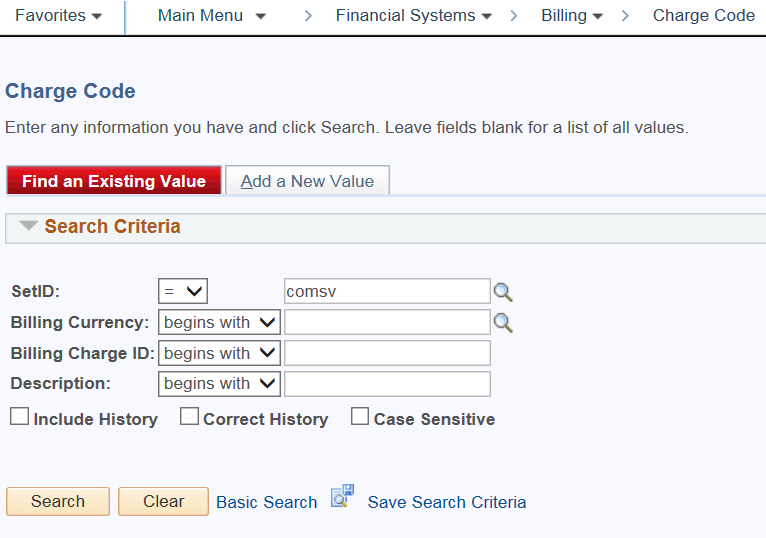 Favorites Main Menu > Financial Systems > Billing > Charge Code
Charge Code
Enter any information you have and click Search. Leave fields blank for a list of all values.
Find an Existing Value Add a New Value
Search Criteria
SetID: = comsv
Billing Currency: begins with
Billing Charge ID: begins with
Description: begins with
Include History Correct History Case Sensitive
Search Clear Basic Search Save Search Criteria